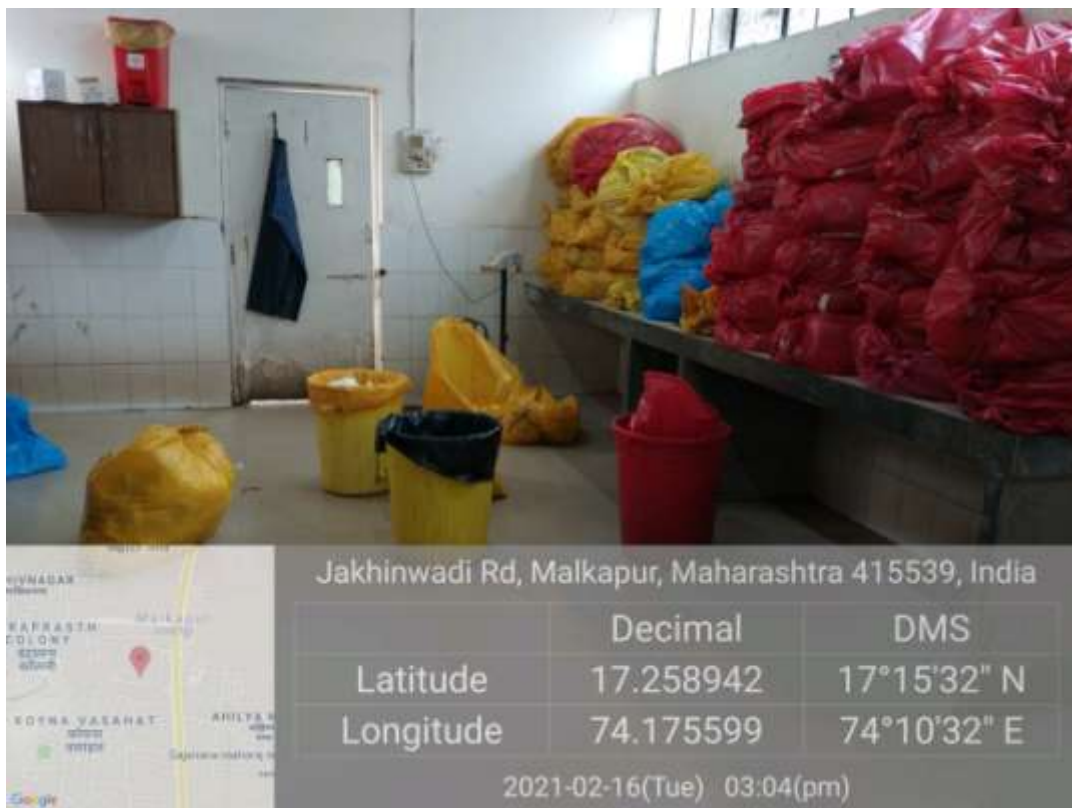 Jakhinwadi Rd, Malkapur, Maharashtra 415539, India
Decimal DMS
Latitude 17.258942 17°15'32" N
Longitude 74.175599 74°10'32" E
2021-02-16(Tue) 03:04(pm)
COLONY
KOYNA VASAHAT
Google